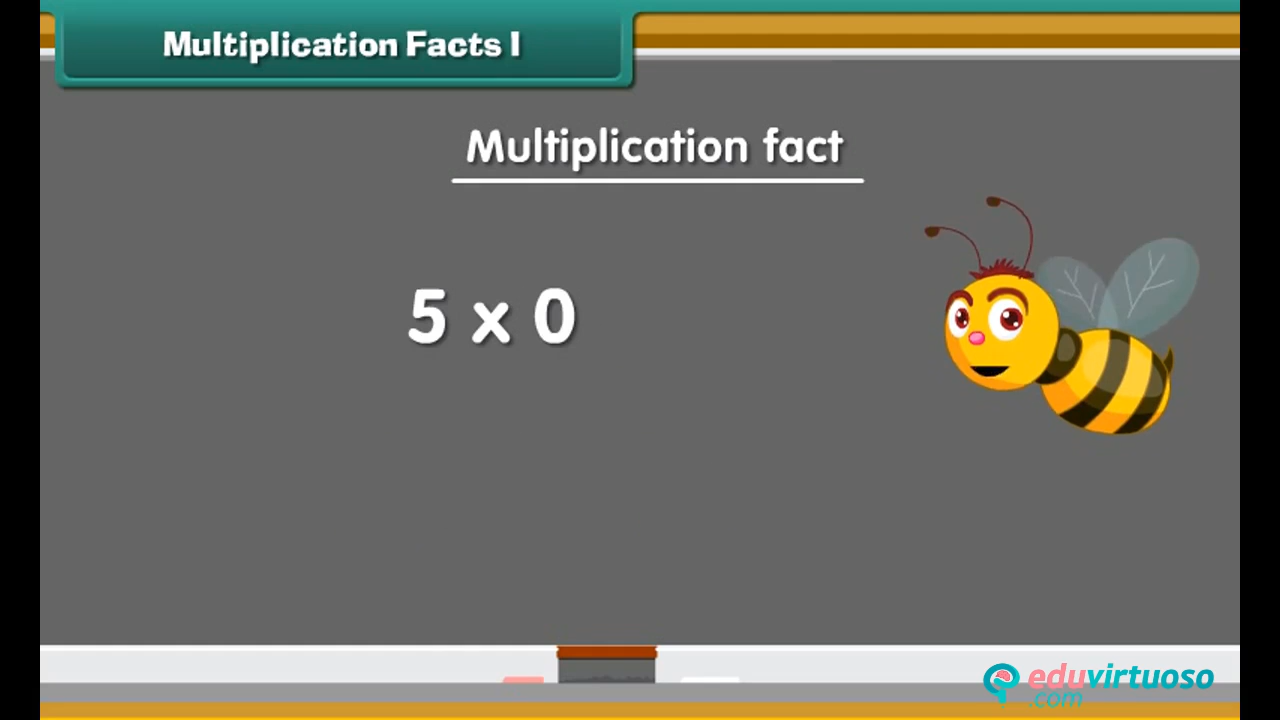 Multiplication Facts I
Multiplication fact
5 x 0
eduvirtuoso
.com